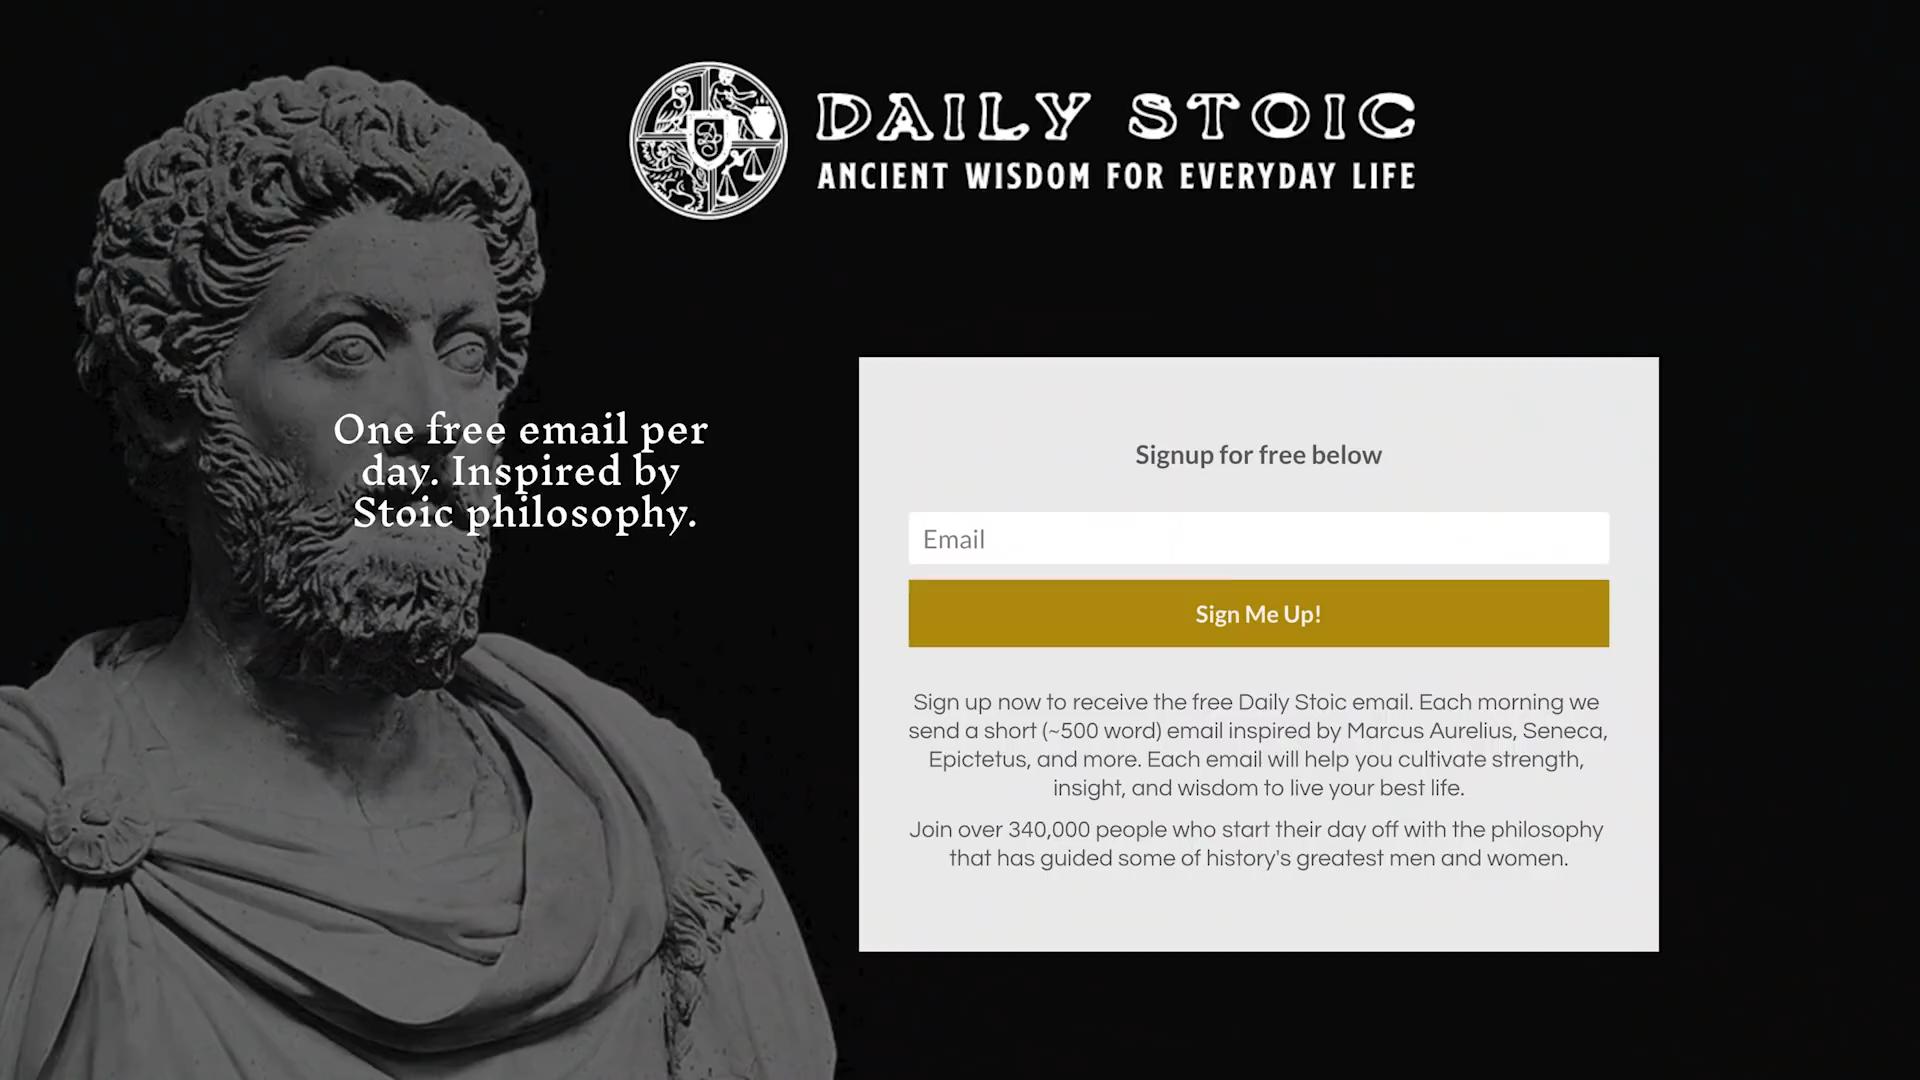 DAILY STOIC
ANCIENT WISDOM FOR EVERYDAY LIFE
One free email per
day. Inspired by
Stoic philosophy.
Signup for free below
Email
Sign Me Up!
Sign up now to receive the free Daily Stoic email. Each morning we
send a short (~500 word) email inspired by Marcus Aurelius, Seneca,
Epictetus, and more. Each email will help you cultivate strength,
insight, and wisdom to live your best life.
Join over 340,000 people who start their day off with the philosophy
that has guided some of history's greatest men and women.